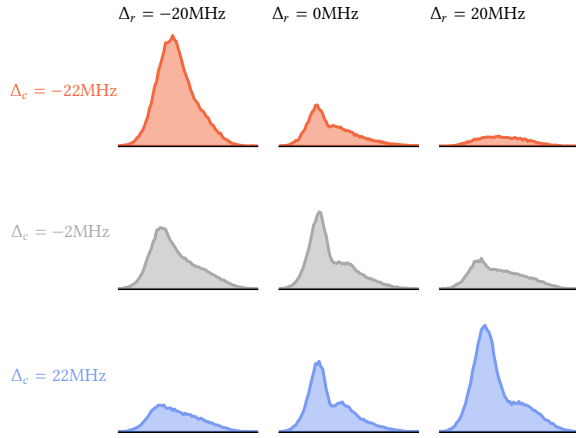 Δr = −20MHz Δr = 0MHz Δr = 20MHz
Δc = −22MHz
Δc = −2MHz
Δc = 22MHz